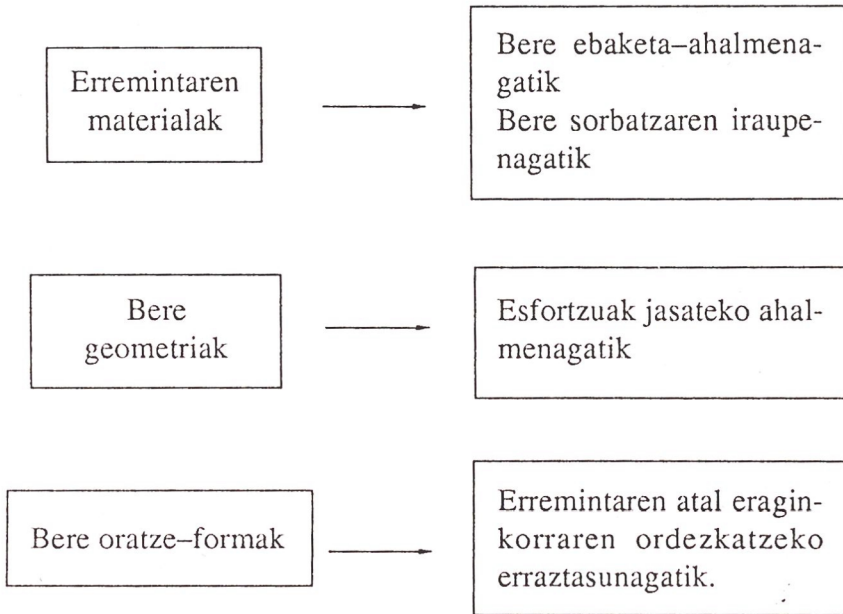 Erremintaren
materialak
Bere ebaketa–ahalmena-
gatik
Bere sorbatzaren iraupe-
nagatik
Bere
geometriak
Esfortzuak jasateko ahal-
menagatik
Bere oratze–formak
Erremintaren atal eragin-
korraren ordezkatzeko
erraztasunagatik.